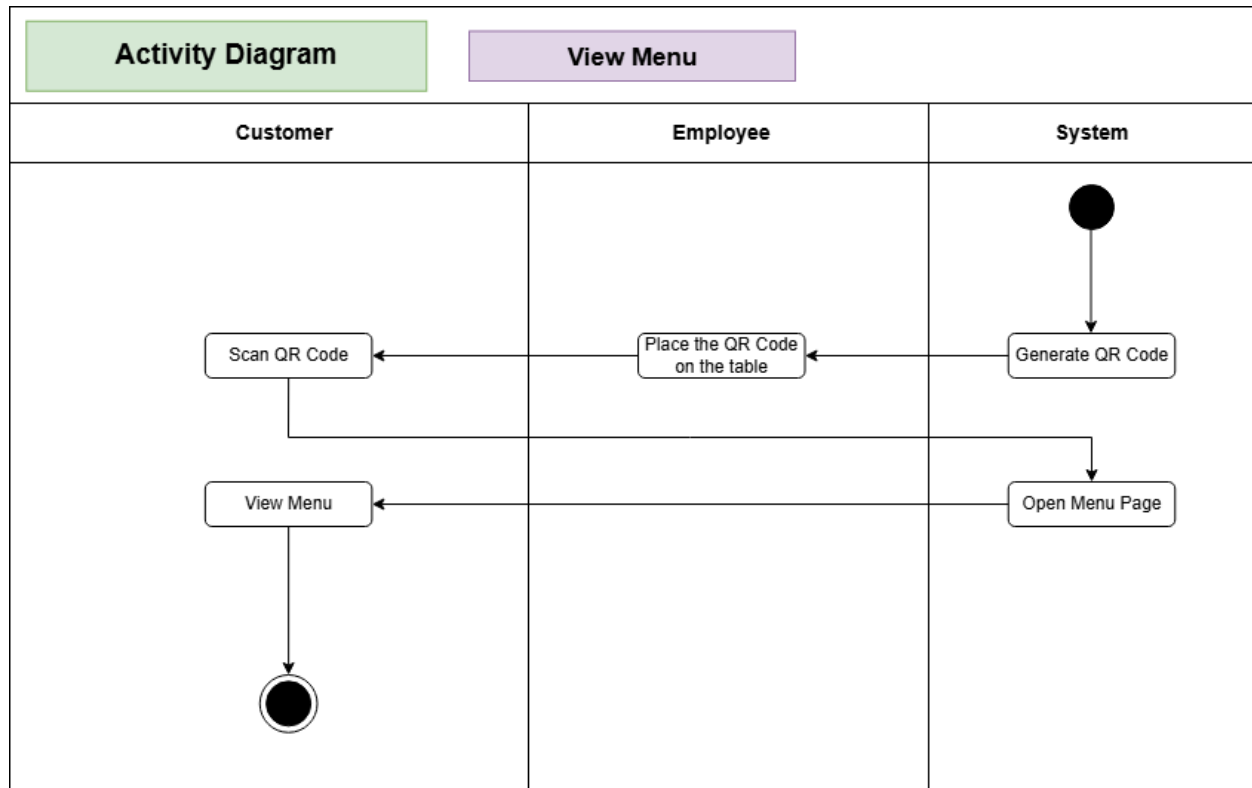 Activity Diagram
View Menu
Customer
Employee
System
Scan QR Code
Place the QR Code
on the table
Generate QR Code
View Menu
Open Menu Page